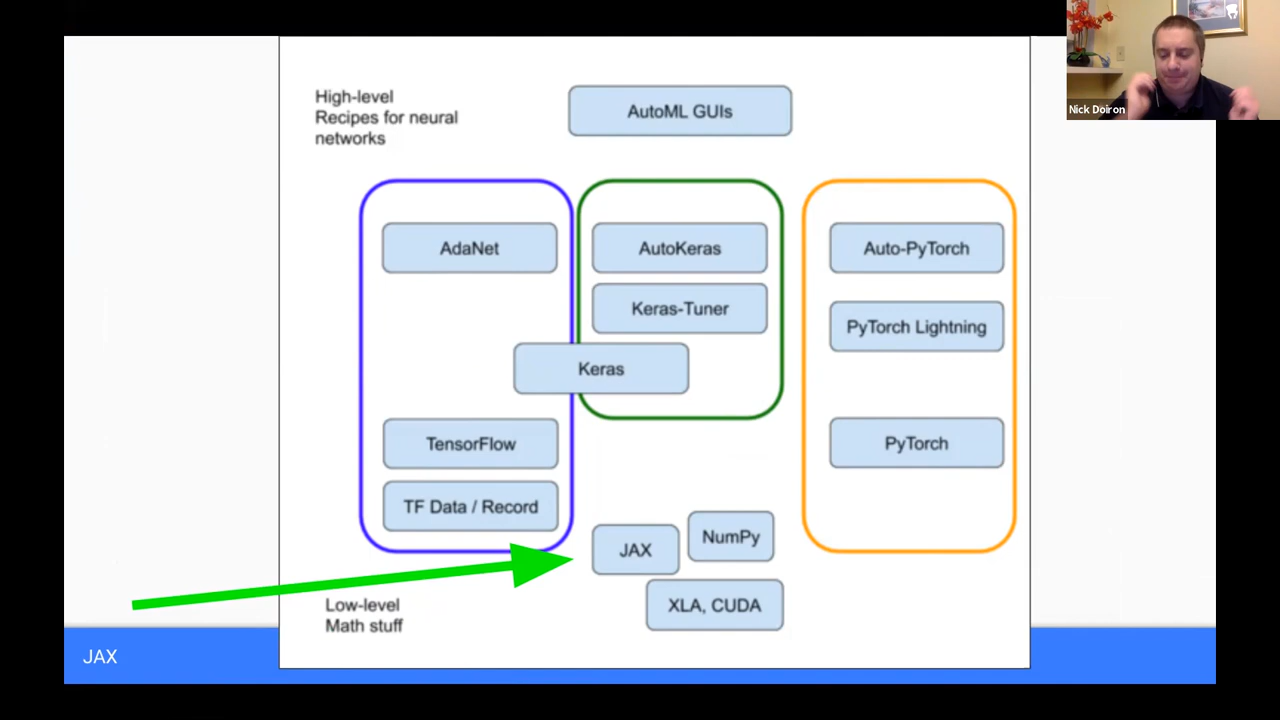 High-level
Recipes for neural
networks
AutoML GUIs
Nick Doiron
AdaNet
AutoKeras
Auto-PyTorch
Keras-Tuner
PyTorch Lightning
Keras
TensorFlow
PyTorch
TF Data / Record
JAX
NumPy
XLA, CUDA
Low-level
Math stuff
JAX